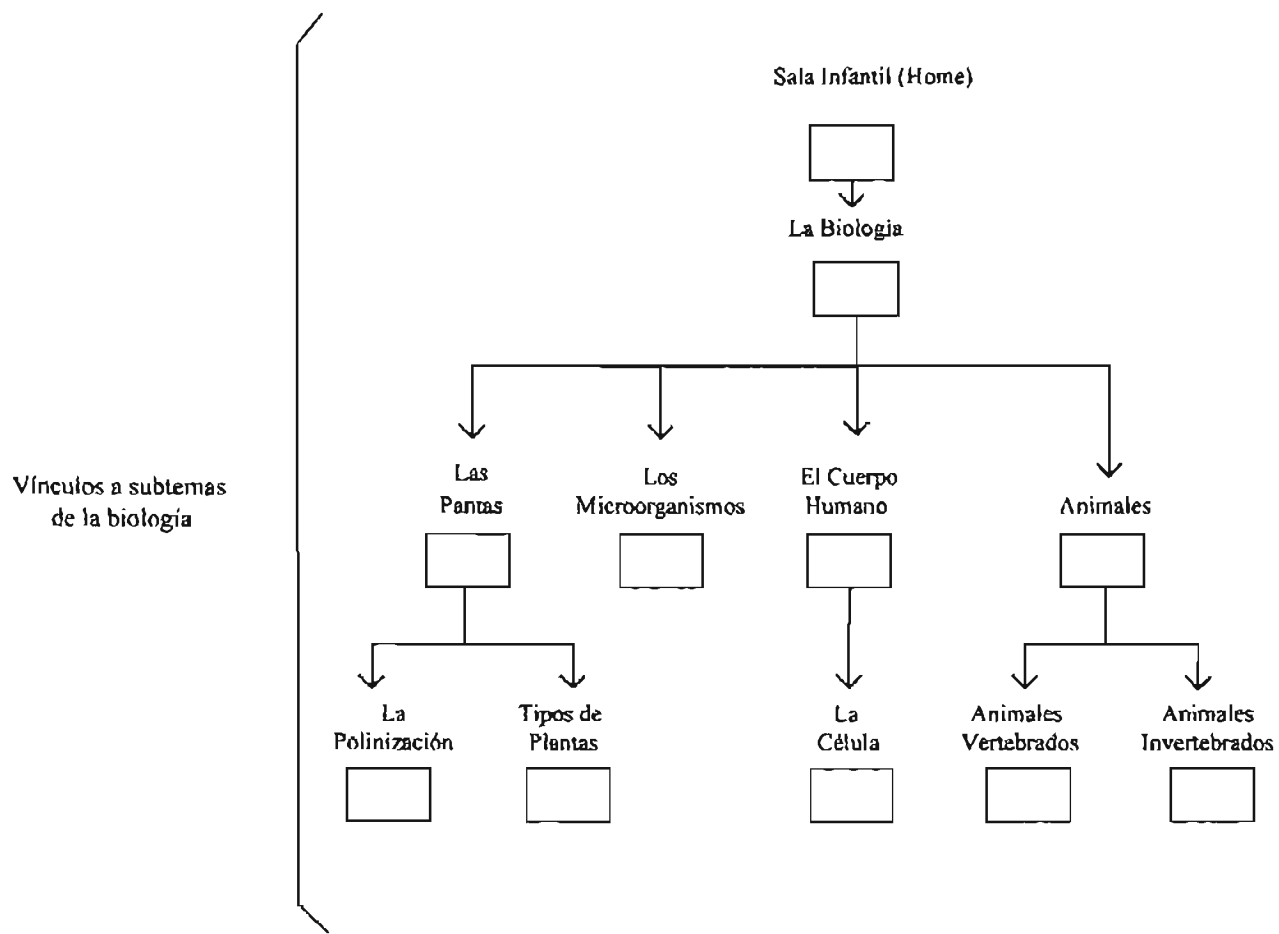 Sala Infantil (Home)
La Biologia
Vínculos a subtemas
de la biología
Las
Pantas
Los
Microorganismos
El Cuerpo
Humano
Animales
La
Polinización
Tipos de
Plantas
La
Célula
Animales
Vertebrados
Animales
Invertebrados